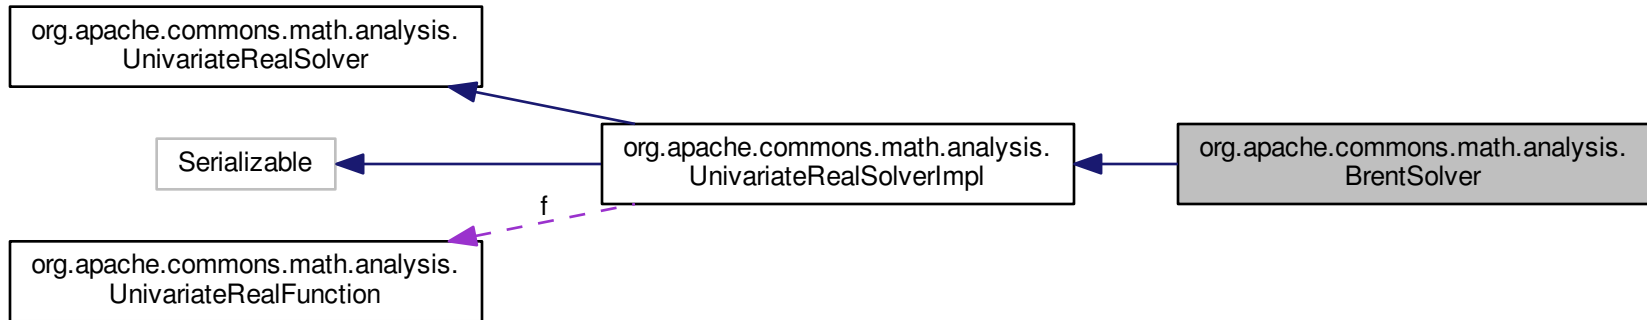 org.apache.commons.math.analysis.
UnivariateRealSolver
Serializable
org.apache.commons.math.analysis.
UnivariateRealSolverImpl
org.apache.commons.math.analysis.
BrentSolver
f
org.apache.commons.math.analysis.
UnivariateRealFunction